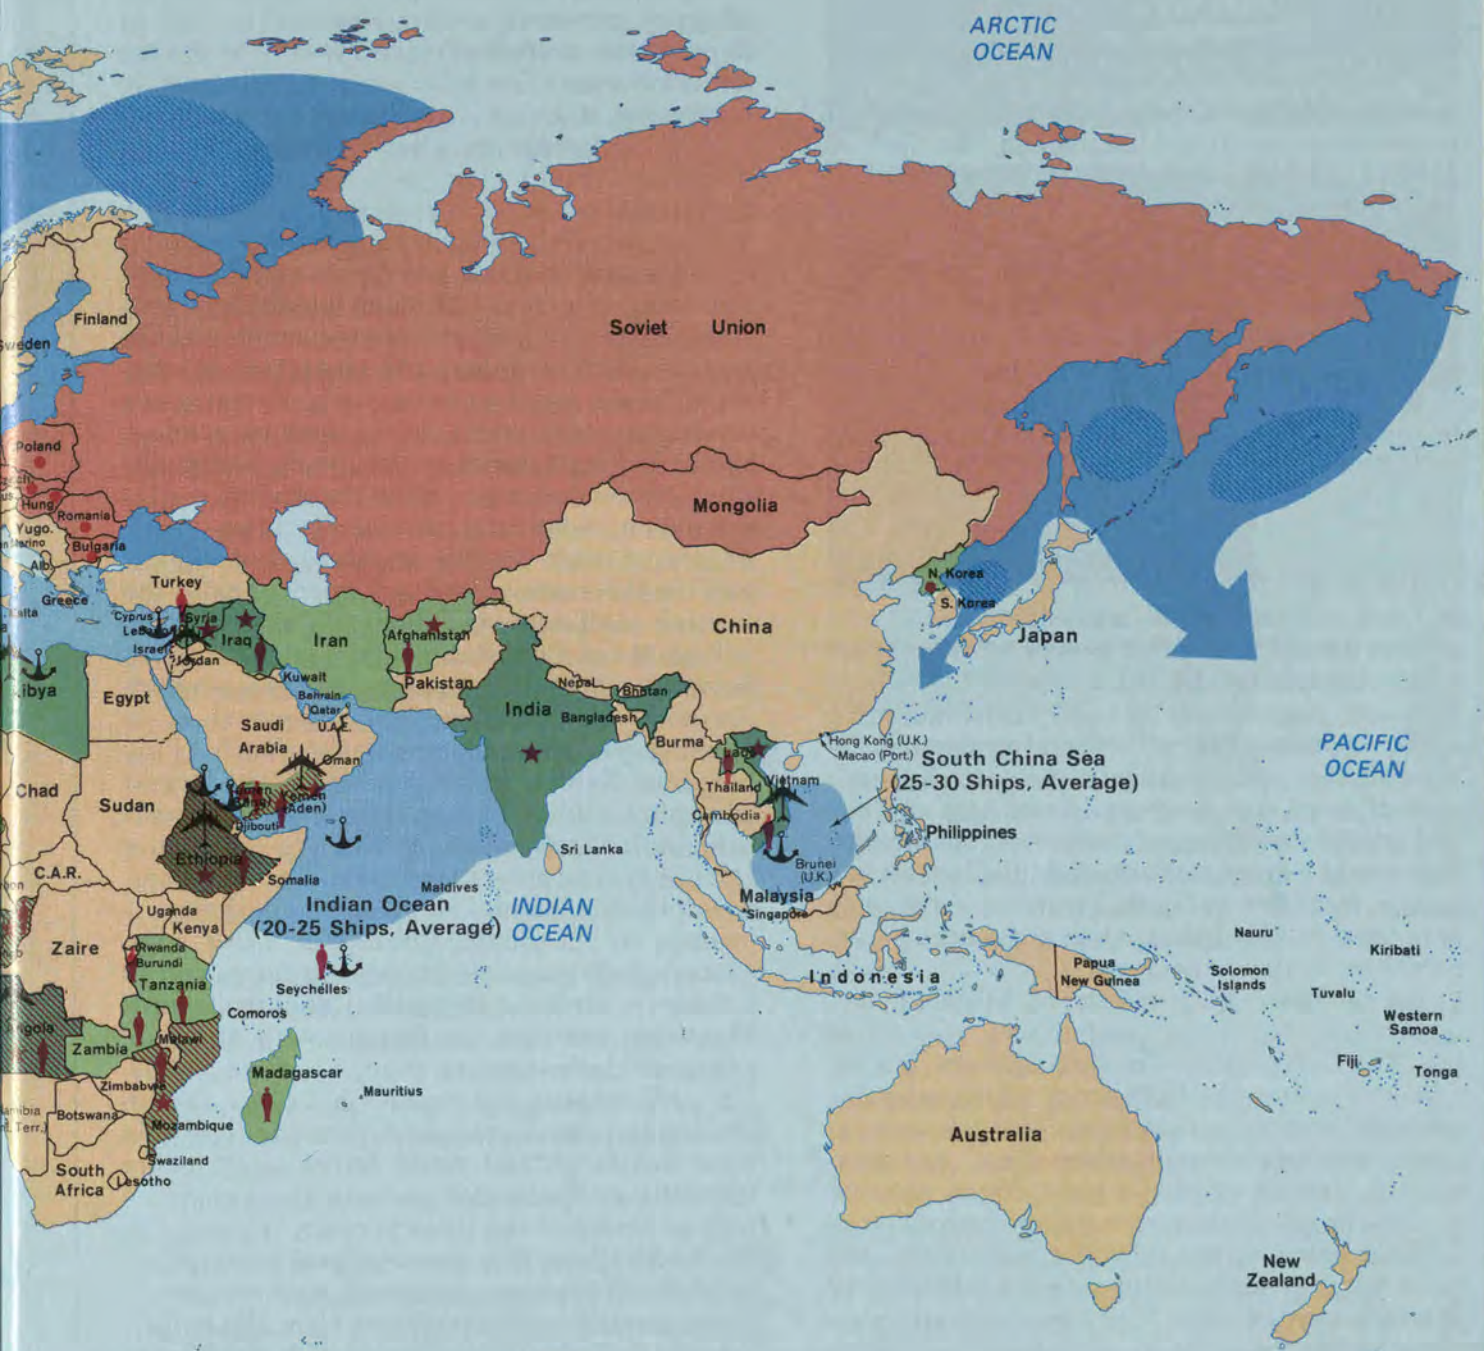 ARCTIC
OCEAN
Finland
Sweden
Soviet Union
Poland
Hung.
Romania
Yugo.
Bulgaria
Alb.
Greece
Mongolia
Turkey
Cyprus
Syria
Israel
Jordan
Iraq
Iran
Afghanistan
Pakistan
Kuwait
Bahrain
Qatar
U.A.E.
Saudi
Arabia
Oman
Egypt
China
N. Korea
S. Korea
Japan
Nepal
Bhutan
India
Bangladesh
Burma
Laos
Thailand
Vietnam
Cambodia
Hong Kong (U.K.)
Macao (Port.)
South China Sea
(25-30 Ships, Average)
PACIFIC
OCEAN
Philippines
Brunei
(U.K.)
Malaysia
Singapore
Indonesia
Sri Lanka
Maldives
Chad
Sudan
Yemen
(Aden)
Djibouti
Ethiopia
Somalia
C.A.R.
Uganda
Kenya
Indian Ocean
(20-25 Ships, Average)
INDIAN
OCEAN
Zaire
Rwanda
Burundi
Tanzania
Seychelles
Comoros
Zambia
Malawi
Madagascar
Mauritius
Zimbabwe
Botswana
Mozambique
Swaziland
South
Africa
Lesotho
Papua
New Guinea
Nauru
Kiribati
Solomon
Islands
Tuvalu
Western
Samoa
Fiji
Tonga
Australia
New
Zealand